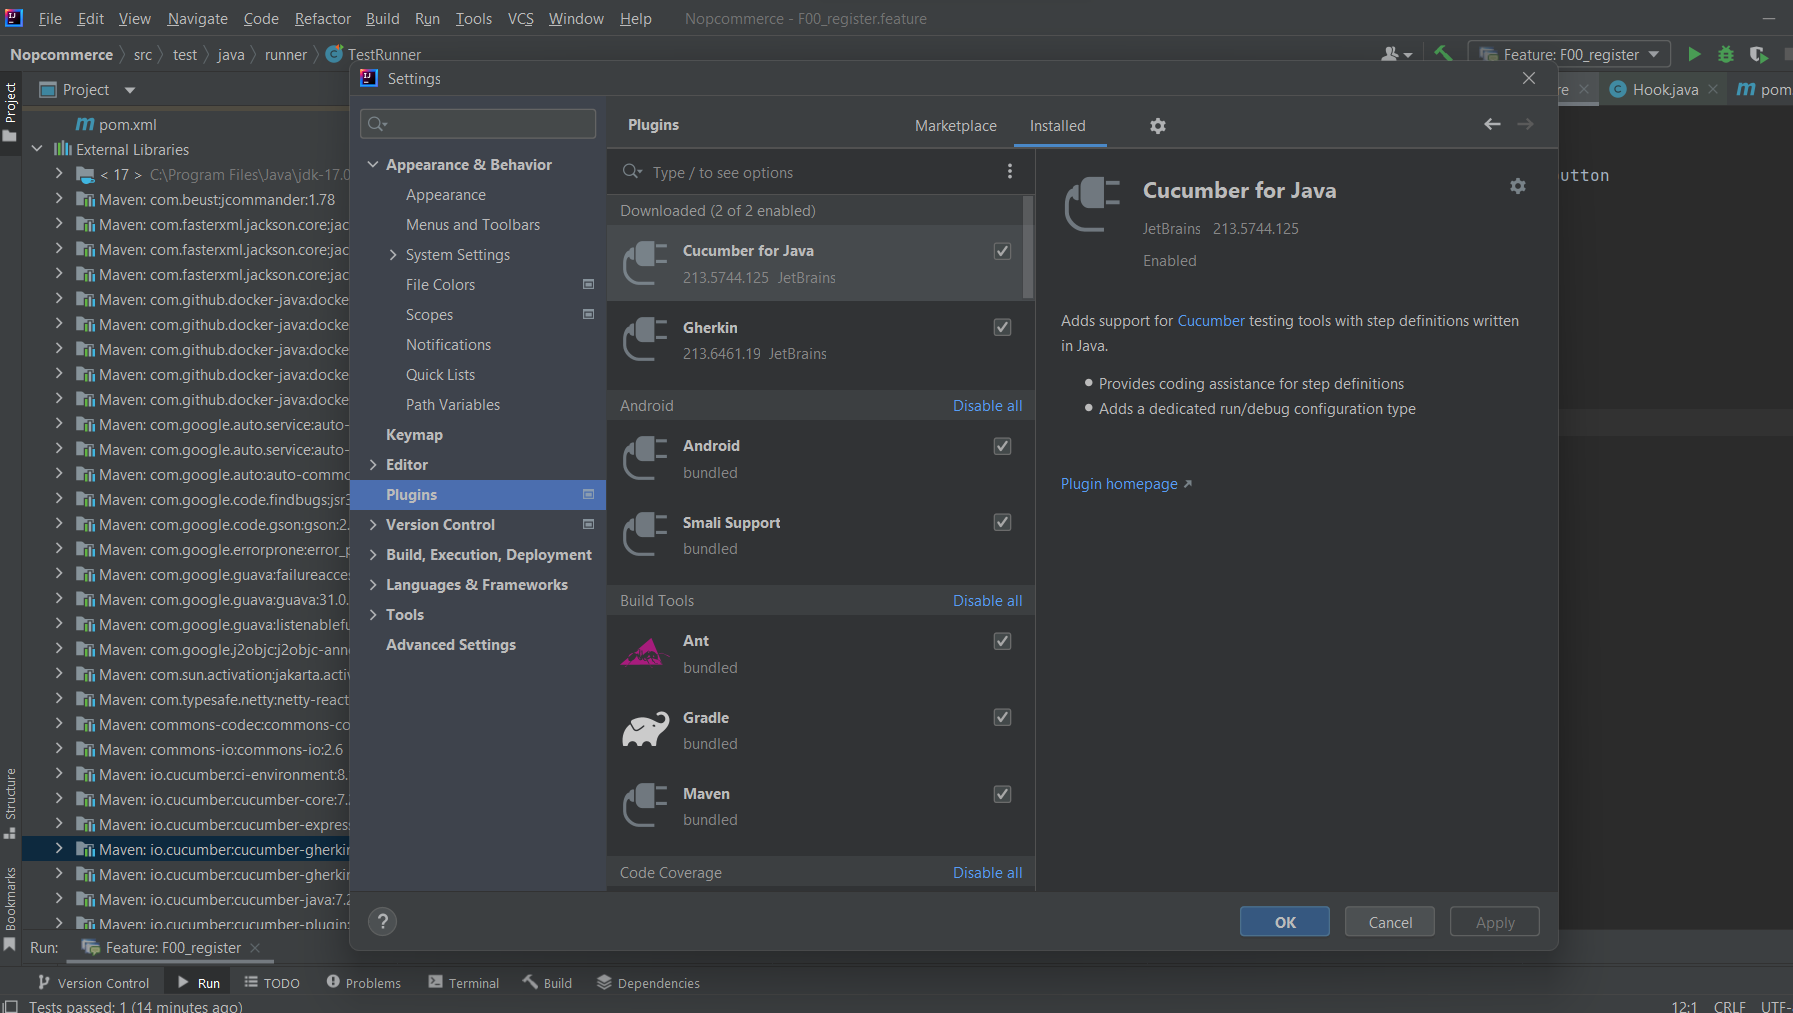 File Edit View Navigate Code Refactor Build Run Tools VCS Window Help Nopcommerce - F00_register.feature
Nopcommerce src test java runner TestRunner
Feature: F00_register
Project
Project
Hook.java
pom.
pom.xml
External Libraries
< 17 > C:\Program Files\Java\jdk-17.0
Maven: com.beust:jcommander:1.78
Maven: com.fasterxml.jackson.core:jac
Maven: com.fasterxml.jackson.core:jac
Maven: com.fasterxml.jackson.core:jac
Maven: com.github.docker-java:docke
Maven: com.github.docker-java:docke
Maven: com.github.docker-java:docke
Maven: com.github.docker-java:docke
Maven: com.github.docker-java:docke
Maven: com.google.auto.service:auto-
Maven: com.google.auto.service:auto-
Maven: com.google.auto:auto-commo
Maven: com.google.code.findbugs:jsr3
Maven: com.google.code.gson:gson:2.
Maven: com.google.errorprone:error_p
Maven: com.google.guava:failureacces
Maven: com.google.guava:guava:31.0.
Maven: com.google.guava:listenablefu
Maven: com.google.j2objc:j2objc-anno
Maven: com.sun.activation:jakarta.activ
Maven: com.typesafe.netty:netty-react
Maven: commons-codec:commons-co
Maven: commons-io:commons-io:2.6
Maven: io.cucumber:ci-environment:8.
Maven: io.cucumber:cucumber-core:7.
Maven: io.cucumber:cucumber-express
Maven: io.cucumber:cucumber-gherkin
Maven: io.cucumber:cucumber-gherkin
Maven: io.cucumber:cucumber-java:7.2
Maven: io.cucumber:cucumber-plugin:
Structure
Bookmarks
Settings
Appearance & Behavior
Appearance
Menus and Toolbars
System Settings
File Colors
Scopes
Notifications
Quick Lists
Path Variables
Keymap
Editor
Plugins
Version Control
Build, Execution, Deployment
Languages & Frameworks
Tools
Advanced Settings
Plugins Marketplace Installed
Type / to see options
Downloaded (2 of 2 enabled)
Cucumber for Java
213.5744.125 JetBrains
Gherkin
213.6461.19 JetBrains
Android Disable all
Android
bundled
Smali Support
bundled
Build Tools Disable all
Ant
bundled
Gradle
bundled
Maven
bundled
Code Coverage Disable all
Cucumber for Java
JetBrains 213.5744.125
Enabled
Adds support for Cucumber testing tools with step definitions written
in Java.
Provides coding assistance for step definitions
Adds a dedicated run/debug configuration type
Plugin homepage
utton
?
OK Cancel Apply
Run: Feature: F00_register
Version Control Run TODO Problems Terminal Build Dependencies
Tests passed: 1 (14 minutes ago)
12:1 CRLF UTF-